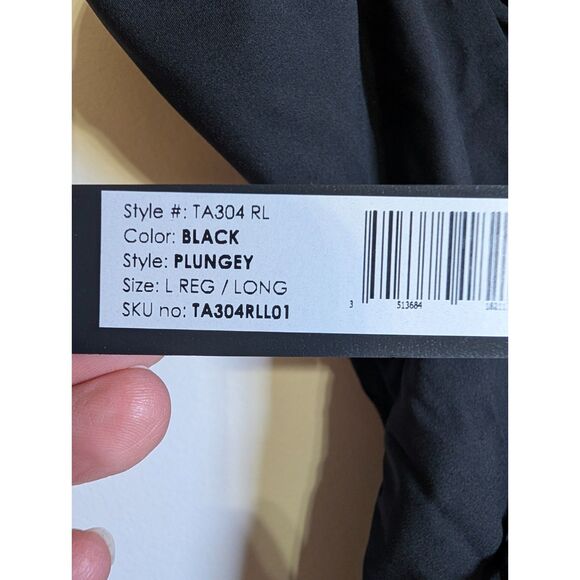 Style #: TA304 RL
Color: BLACK
Style: PLUNGEY
Size: L REG / LONG
SKU no: TA304RLL01
3 513684